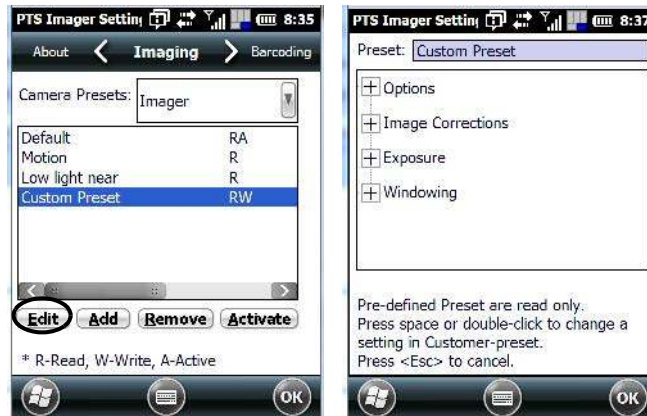 PTS Imager Settin 8:35
About Imaging Barcoding
Camera Presets: Imager
Default RA
Motion R
Low light near R
Custom Preset RW
Edit Add Remove Activate
* R-Read, W-Write, A-Active
OK
PTS Imager Settin 8:37
Preset: Custom Preset
Options
Image Corrections
Exposure
Windowing
Pre-defined Preset are read only.
Press space or double-click to change a
setting in Customer-preset.
Press <Esc> to cancel.
OK